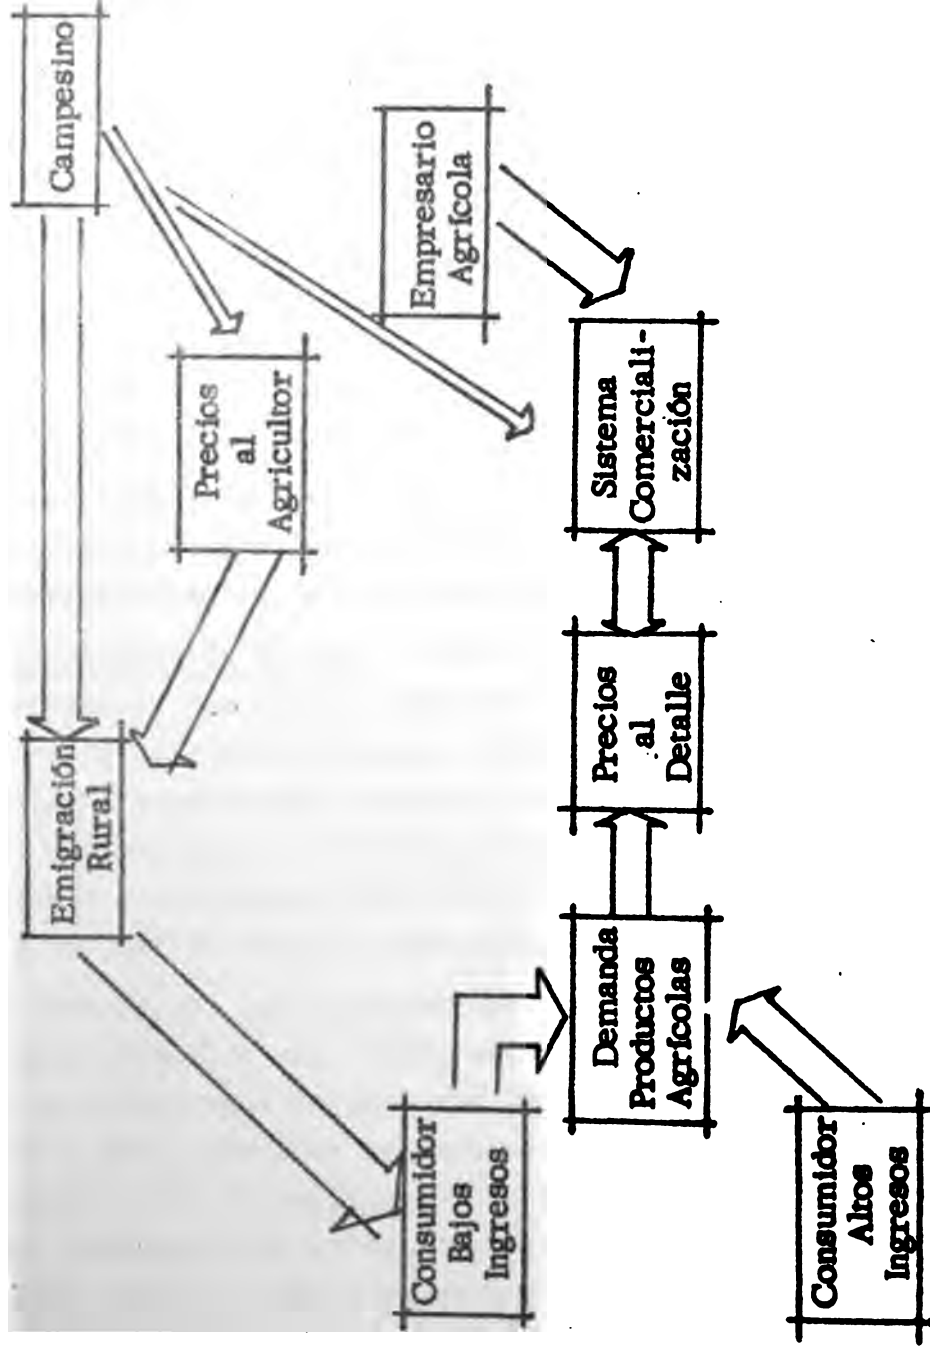 Emigración
Rural
Campesino
Precios
al
Agricultor
Consumidor
Bajos
Ingresos
Empresario
Agrícola
Demanda
Productos
Agrícolas
Precios
al
Detalle
Sistema
Comerciali-
zación
Consumidor
Altos
Ingresos